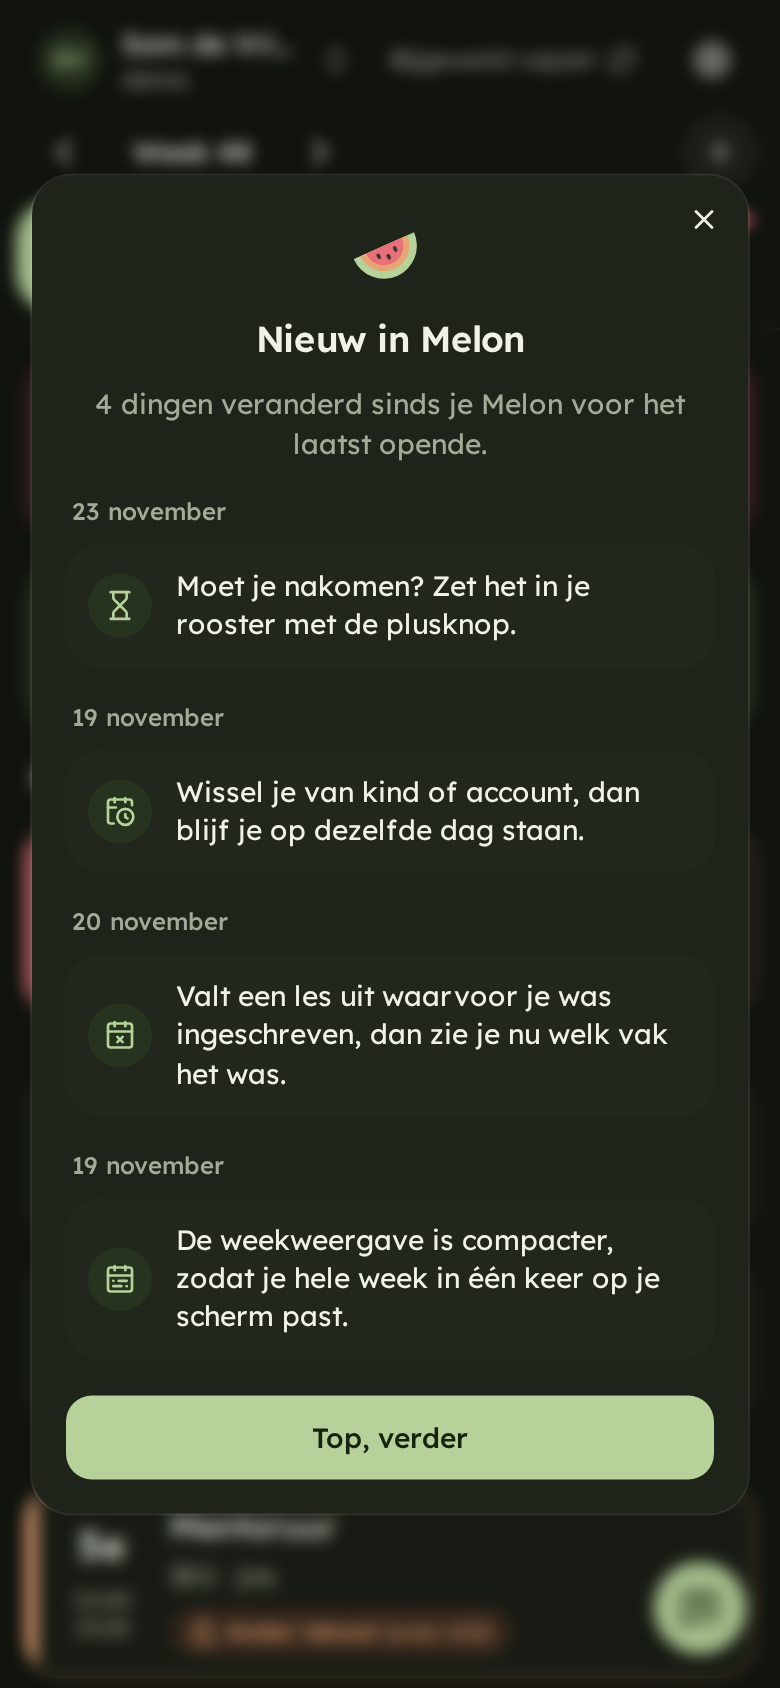 Week 48
Nieuw in Melon
4 dingen veranderd sinds je Melon voor het
laatst opende.
23 november
Moet je nakomen? Zet het in je
rooster met de plusknop.
19 november
Wissel je van kind of account, dan
blijf je op dezelfde dag staan.
20 november
Valt een les uit waarvoor je was
ingeschreven, dan zie je nu welk vak
het was.
19 november
De weekweergave is compacter,
zodat je hele week in één keer op je
scherm past.
Top, verder